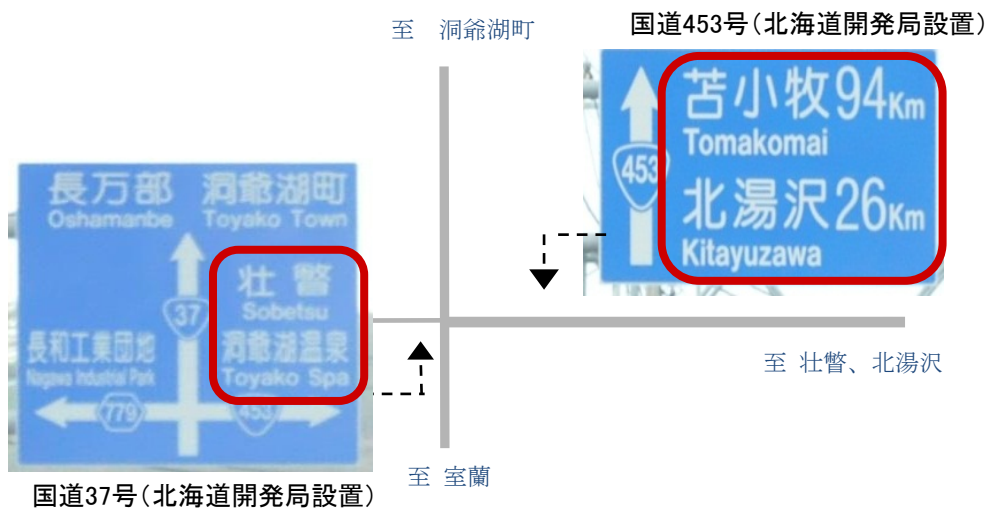 至 洞爺湖町
国道453号(北海道開発局設置)
苫小牧94Km
Tomakomai
453
北湯沢26Km
Kitayuzawa
長万部 洞爺湖町
Oshamanbe Toyako Town
壮瞥
Sobetsu
37
長和工業団地 洞爺湖温泉
Nagawa Industrial Park Toyako Spa
779 453
至 壮瞥、北湯沢
至 室蘭
国道37号(北海道開発局設置)